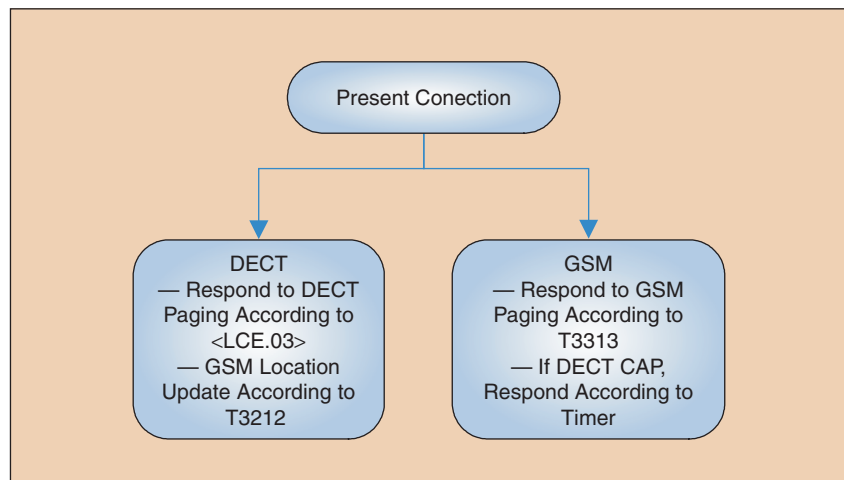 Present Conection
DECT
— Respond to DECT
Paging According to
<LCE.03>
— GSM Location
Update According to
T3212
GSM
— Respond to GSM
Paging According to
T3313
— If DECT CAP,
Respond According to
Timer